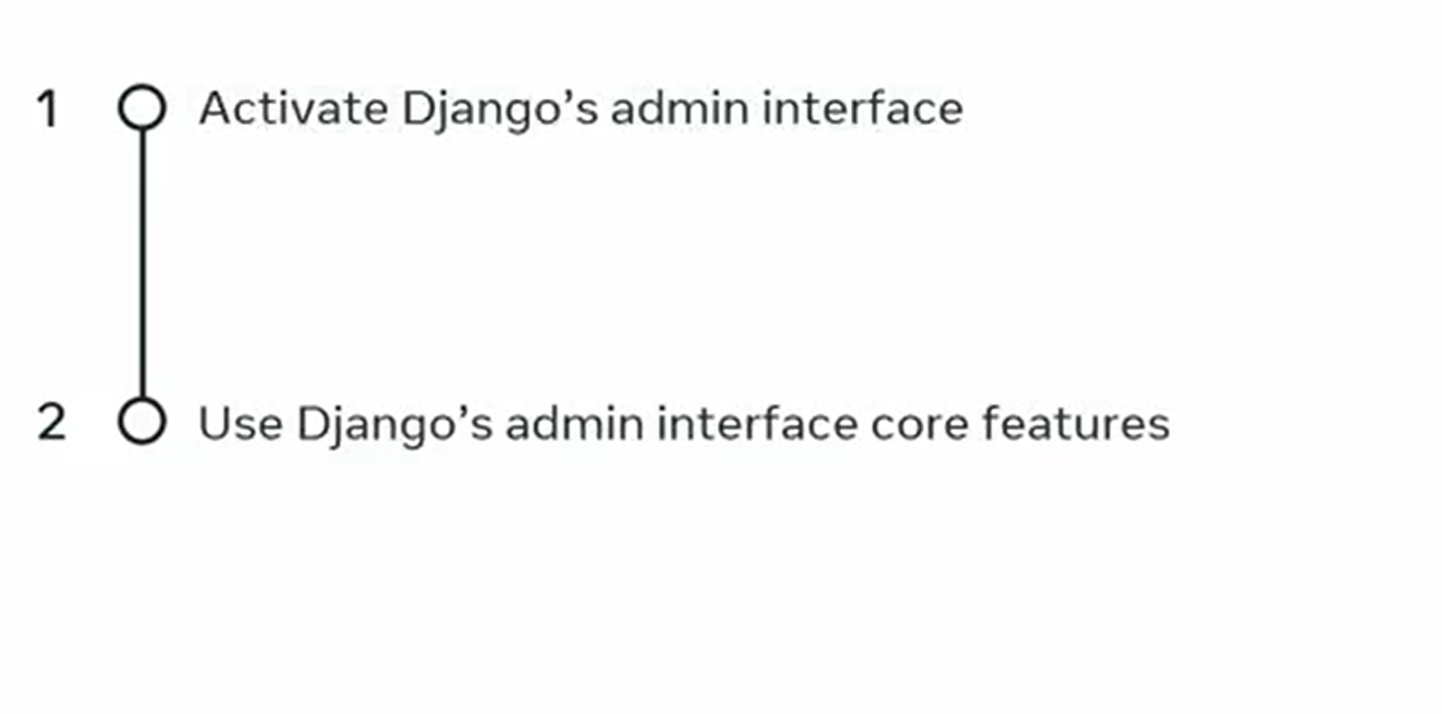 1 Activate Django’s admin interface
2 Use Django’s admin interface core features